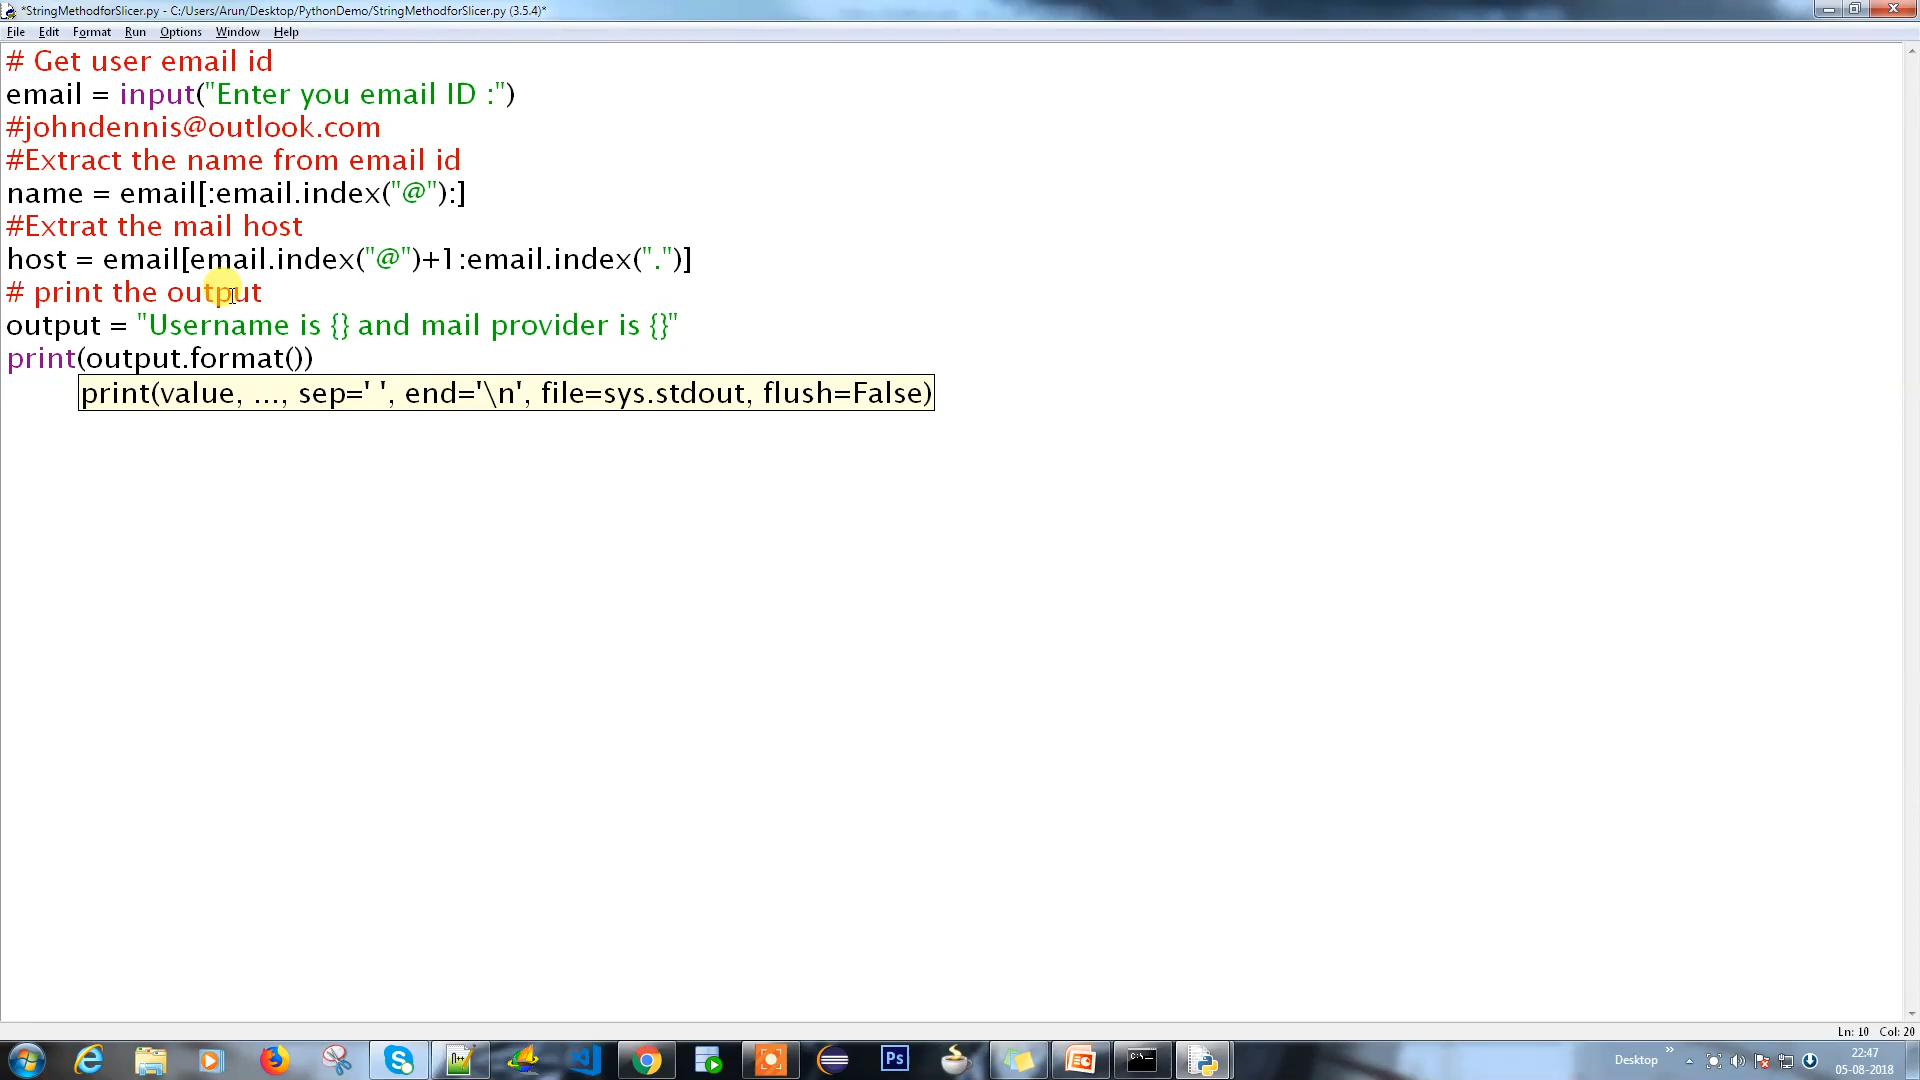 *StringMethodforSlicer.py - C:/Users/Arun/Desktop/PythonDemo/StringMethodforSlicer.py (3.5.4)*
File Edit Format Run Options Window Help
# Get user email id
email = input("Enter you email ID :")
#johndennis@outlook.com
#Extract the name from email id
name = email[:email.index("@"):]
#Extrat the mail host
host = email[email.index("@")+1:email.index(".")]
# print the output
output = "Username is {} and mail provider is {}"
print(output.format())
print(value, ..., sep=' ', end='\n', file=sys.stdout, flush=False)
Ln: 10 Col: 20
Desktop
22:47
05-08-2018
Ps